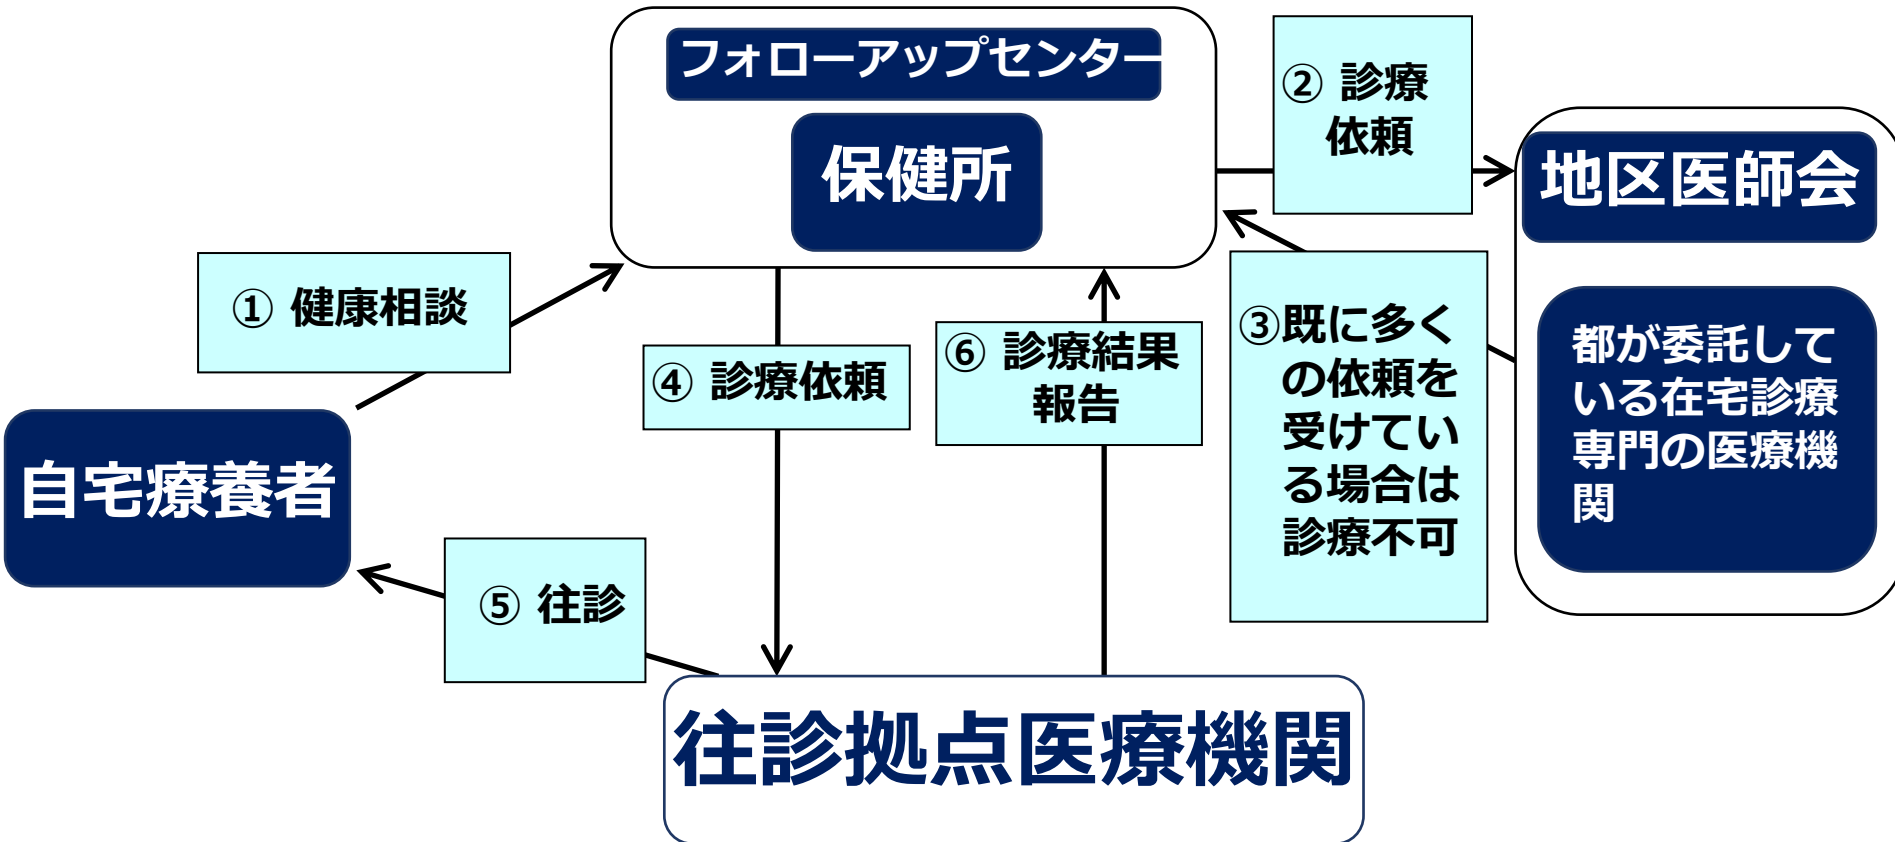 フォローアップセンター
保健所
② 診療
依頼
地区医師会
① 健康相談
④ 診療依頼
⑥ 診療結果
報告
③既に多く
の依頼を
受けてい
る場合は
診療不可
都が委託して
いる在宅診療
専門の医療機
関
自宅療養者
⑤ 往診
往診拠点医療機関